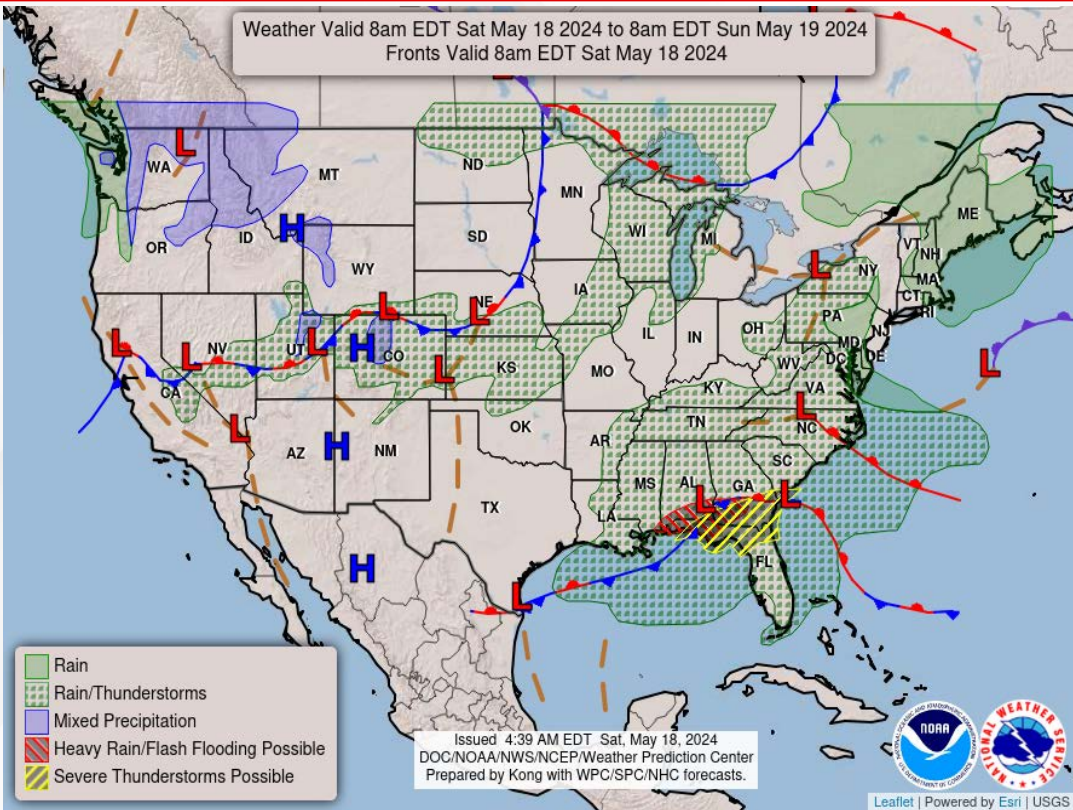 Weather Valid 8am EDT Sat May 18 2024 to 8am EDT Sun May 19 2024
Fronts Valid 8am EDT Sat May 18 2024
L
WA
MT
ND
MN
ME
OR
ID
H
WY
SD
WI
MI
VT
NH
NY
MA
CT
RI
L
NE
L
L
IA
PA
NJ
L
NV
L
UT
L
H
CO
L
KS
IL
IN
OH
MD
DE
DC
WV
L
CA
MO
KY
VA
L
AZ
H
NM
OK
AR
TN
L
NC
SC
TX
MS
AL
L
GA
L
LA
FL
H
L
Rain
Rain/Thunderstorms
Mixed Precipitation
Heavy Rain/Flash Flooding Possible
Severe Thunderstorms Possible
Issued 4:39 AM EDT Sat, May 18, 2024
DOC/NOAA/NWS/NCEP/Weather Prediction Center
Prepared by Kong with WPC/SPC/NHC forecasts.
NOAA
NATIONAL WEATHER
SERVICE
Leaflet | Powered by Esri | USGS